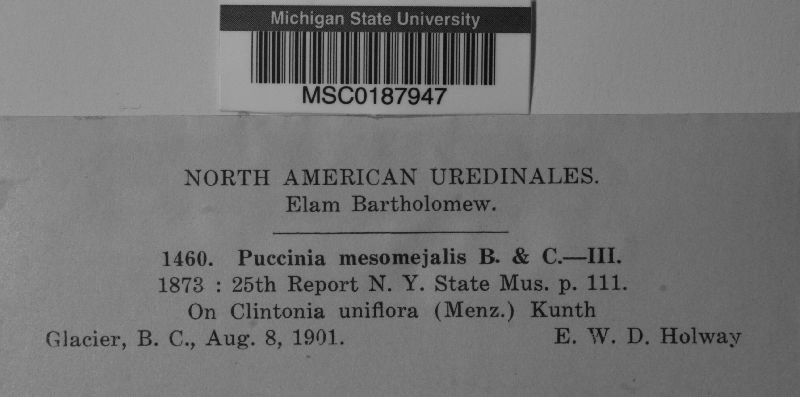 Michigan State University
MSC0187947
NORTH AMERICAN UREDINALES.
Elam Bartholomew.
1460. Puccinia mesomejalis B. & C.—III.
1873 : 25th Report N. Y. State Mus. p. 111.
On Clintonia uniflora (Menz.) Kunth
Glacier, B. C., Aug. 8, 1901. E. W. D. Holway